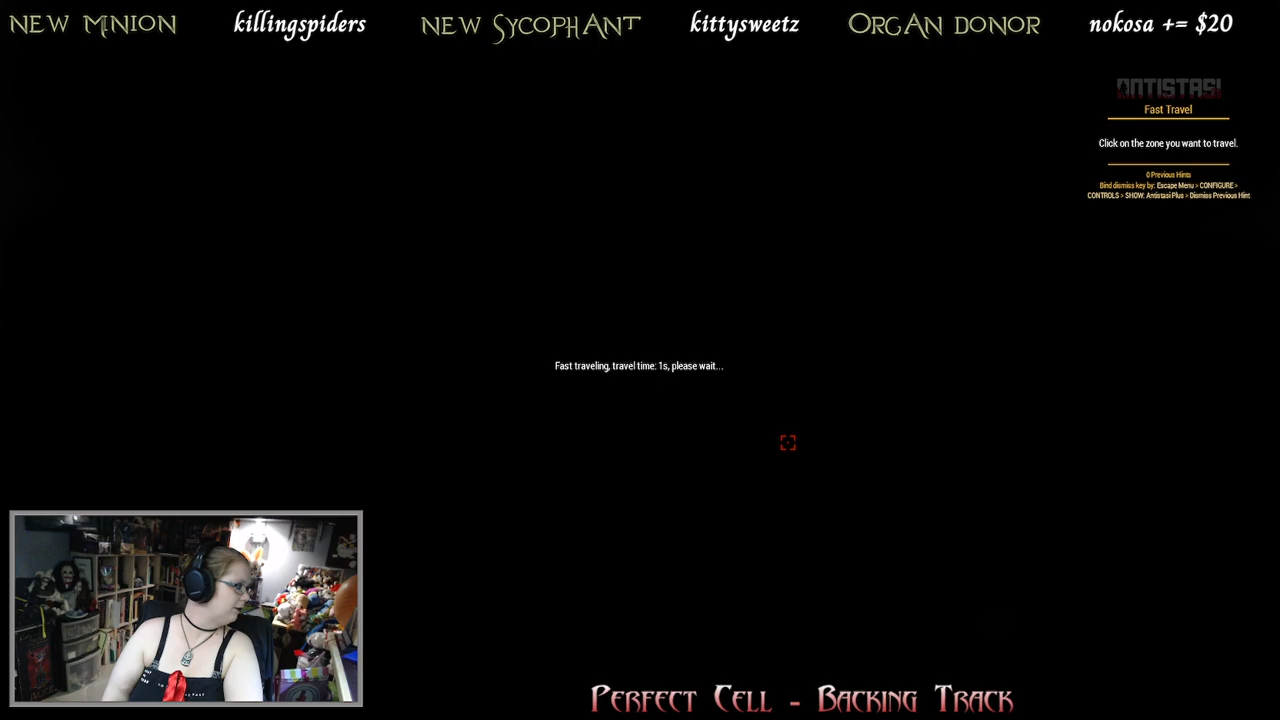 NEW MINION killingspiders NEW SYCOPHANT kittysweetz ORGAN DONOR nokosa += $20
ANTISTASI
Fast Travel
Click on the zone you want to travel.
0 Previous Hints
Bind dismiss key by: Escape Menu > CONFIGURE >
CONTROLS > SHOW: Antistasi Plus > Dismiss Previous Hint
Fast traveling, travel time: 1s, please wait...
PERFECT CELL - BACKING TRACK